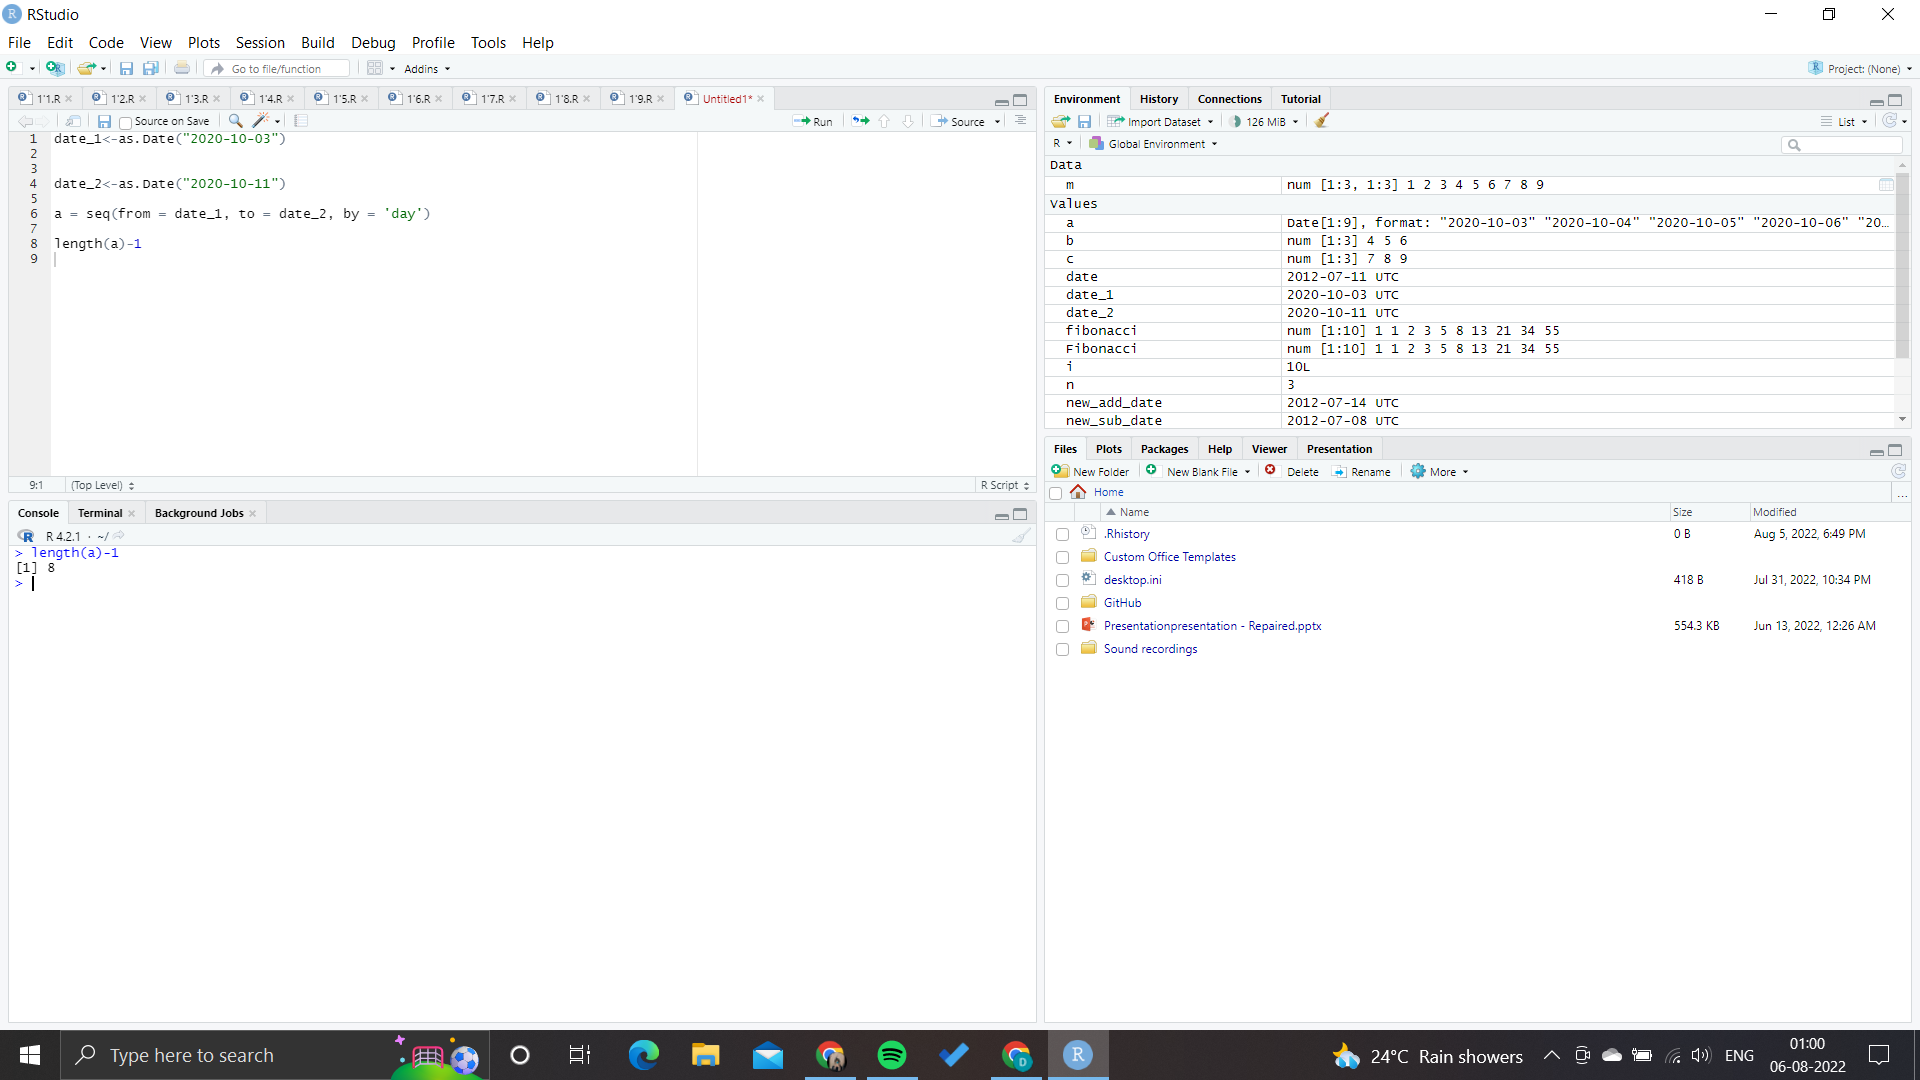 RStudio
File Edit Code View Plots Session Build Debug Profile Tools Help
Go to file/function Addins Project: (None)
1'1.R 1'2.R 1'3.R 1'4.R 1'5.R 1'6.R 1'7.R 1'8.R 1'9.R Untitled1*
Source on Save Run Source
1 date_1<-as.Date("2020-10-03")
2
3
4 date_2<-as.Date("2020-10-11")
5
6 a = seq(from = date_1, to = date_2, by = 'day')
7
8 length(a)-1
9
9:1 (Top Level) R Script
Console Terminal Background Jobs
R 4.2.1 · ~/
> length(a)-1
[1] 8
>
Environment History Connections Tutorial
Import Dataset 126 MiB List
R Global Environment
Data
m num [1:3, 1:3] 1 2 3 4 5 6 7 8 9
Values
a Date[1:9], format: "2020-10-03" "2020-10-04" "2020-10-05" "2020-10-06" "20...
b num [1:3] 4 5 6
c num [1:3] 7 8 9
date 2012-07-11 UTC
date_1 2020-10-03 UTC
date_2 2020-10-11 UTC
fibonacci num [1:10] 1 1 2 3 5 8 13 21 34 55
Fibonacci num [1:10] 1 1 2 3 5 8 13 21 34 55
i 10L
n 3
new_add_date 2012-07-14 UTC
new_sub_date 2012-07-08 UTC
Files Plots Packages Help Viewer Presentation
New Folder New Blank File Delete Rename More
Home ...
Name Size Modified
.Rhistory 0 B Aug 5, 2022, 6:49 PM
Custom Office Templates
desktop.ini 418 B Jul 31, 2022, 10:34 PM
GitHub
Presentationpresentation - Repaired.pptx 554.3 KB Jun 13, 2022, 12:26 AM
Sound recordings
Type here to search 24°C Rain showers ENG 01:00
06-08-2022